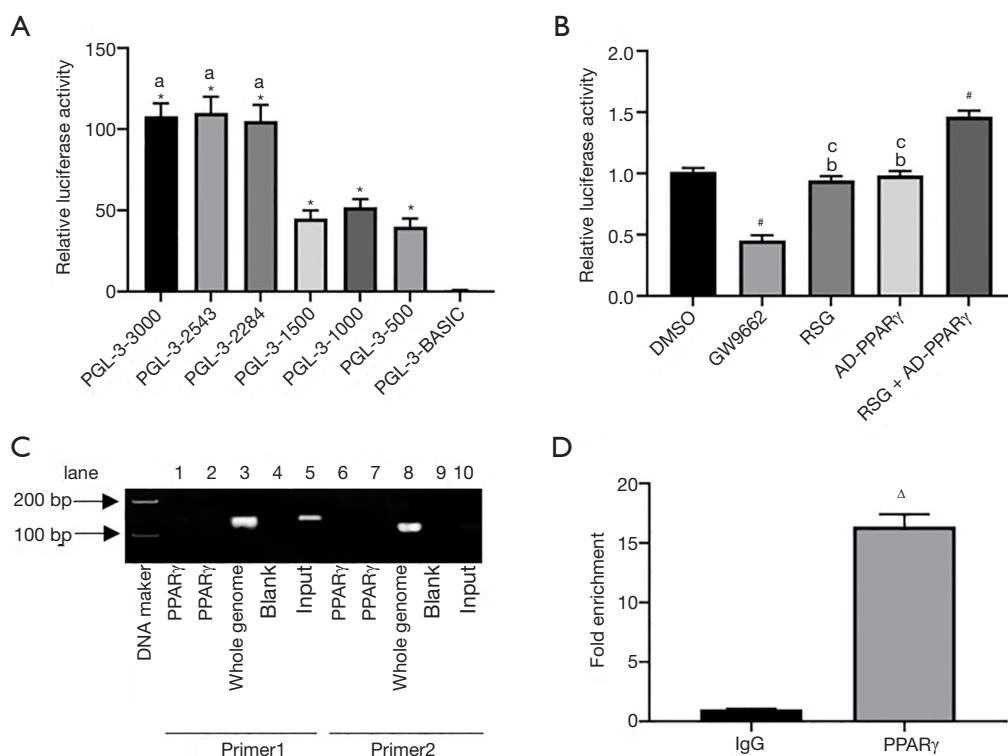 A
150
100
50
0
Relative luciferase activity
a
*
a
*
a
*
*
*
*
PGL-3-3000
PGL-3-2543
PGL-3-2284
PGL-3-1500
PGL-3-1000
PGL-3-500
PGL-3-BASIC
B
2.0
1.5
1.0
0.5
0.0
Relative luciferase activity
#
c
b
c
b
#
DMSO
GW9662
RSG
AD-PPARγ
RSG + AD-PPARγ
C
lane 1 2 3 4 5 6 7 8 9 10
200 bp
100 bp
DNA maker
PPARγ
PPARγ
Whole genome
Blank
Input
PPARγ
PPARγ
Whole genome
Blank
Input
Primer1 Primer2
D
20
15
10
5
0
Fold enrichment
Δ
IgG PPARγ